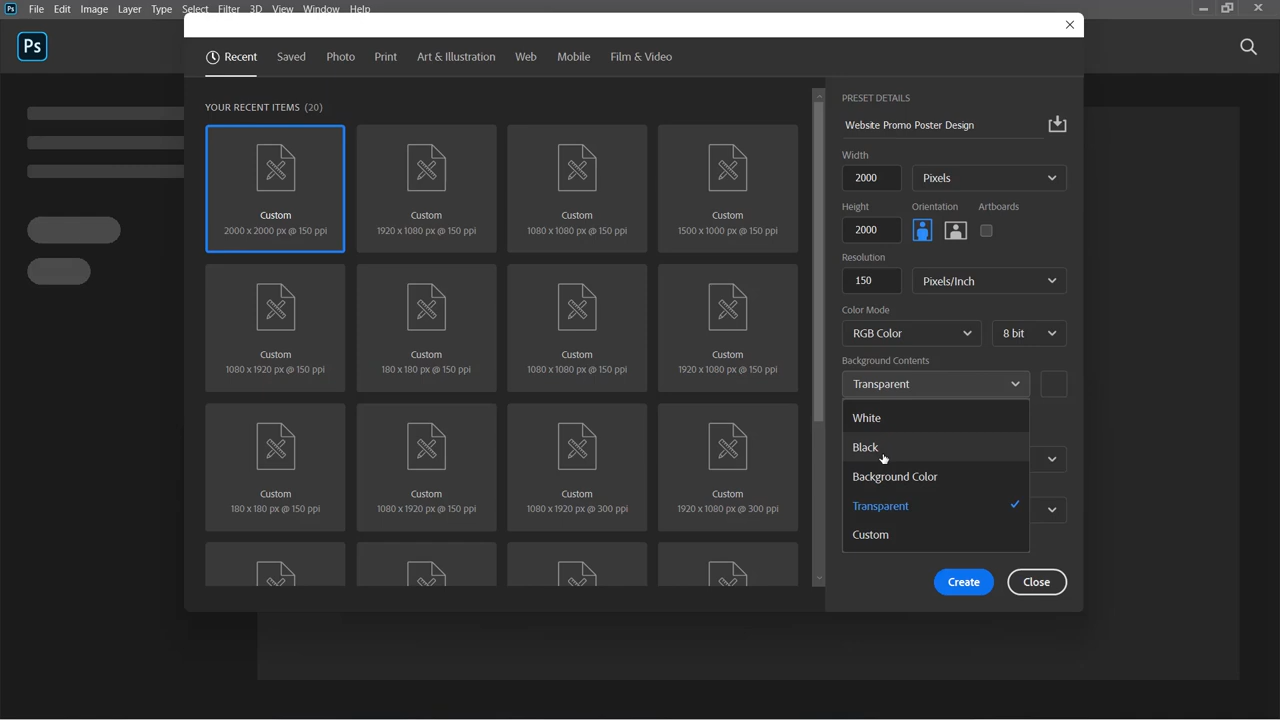 Ps File Edit Image Layer Type Select Filter 3D View Window Help
Ps
Recent Saved Photo Print Art & Illustration Web Mobile Film & Video
YOUR RECENT ITEMS (20)
Custom
2000 x 2000 px @ 150 ppi
Custom
1920 x 1080 px @ 150 ppi
Custom
1080 x 1080 px @ 150 ppi
Custom
1500 x 1000 px @ 150 ppi
Custom
1080 x 1920 px @ 150 ppi
Custom
180 x 180 px @ 150 ppi
Custom
1080 x 1080 px @ 150 ppi
Custom
1920 x 1080 px @ 150 ppi
Custom
180 x 180 px @ 150 ppi
Custom
1920 x 1080 px @ 150 ppi
Custom
1080 x 1920 px @ 300 ppi
Custom
1920 x 1080 px @ 300 ppi
PRESET DETAILS
Website Promo Poster Design
Width
2000 Pixels
Height Orientation Artboards
2000
Resolution
150 Pixels/Inch
Color Mode
RGB Color 8 bit
Background Contents
Transparent
White
Black
Background Color
Transparent
Custom
Create Close